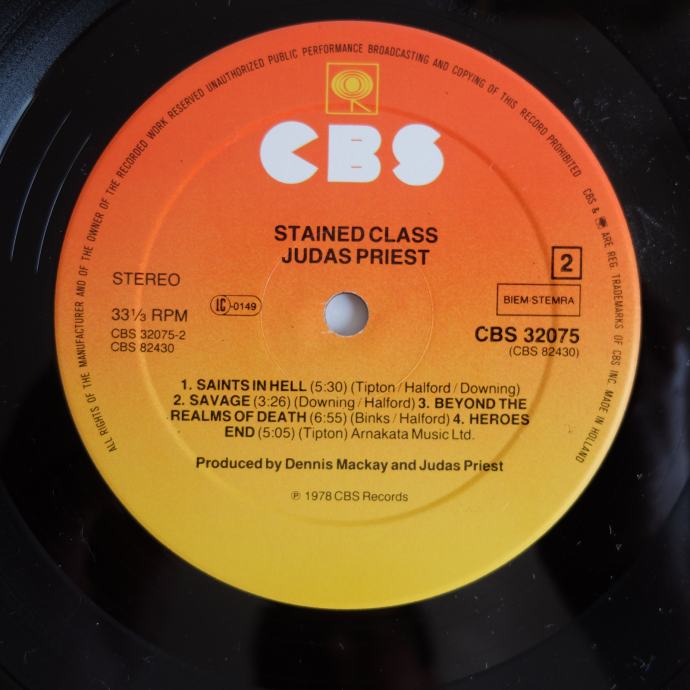 ALL RIGHTS OF THE MANUFACTURER AND OF THE OWNER OF THE RECORDED WORK RESERVED UNAUTHORIZED PUBLIC PERFORMANCE BROADCASTING AND COPYING OF THIS RECORD PROHIBITED CBS & ARE REG. TRADEMARKS OF CBS INC. MADE IN HOLLAND
CBS
STAINED CLASS
JUDAS PRIEST
STEREO
2
LC-0149
BIEM·STEMRA
33⅓ RPM
CBS 32075-2
CBS 82430
CBS 32075
(CBS 82430)
1. SAINTS IN HELL (5:30) (Tipton/Halford/Downing)
2. SAVAGE (3:26) (Downing/Halford) 3. BEYOND THE
REALMS OF DEATH (6:55) (Binks/Halford) 4. HEROES
END (5:05) (Tipton) Arnakata Music Ltd.
Produced by Dennis Mackay and Judas Priest
℗ 1978 CBS Records